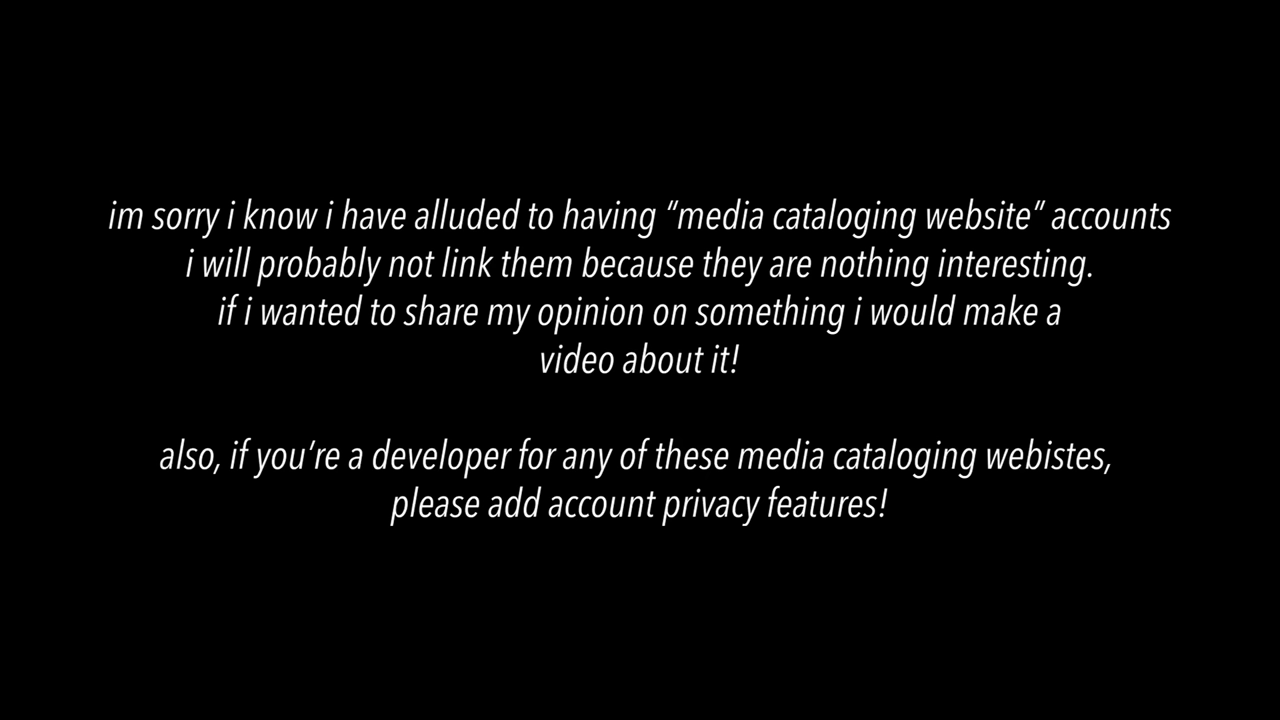 im sorry i know i have alluded to having “media cataloging website” accounts
i will probably not link them because they are nothing interesting.
if i wanted to share my opinion on something i would make a
video about it!
also, if you’re a developer for any of these media cataloging webistes,
please add account privacy features!